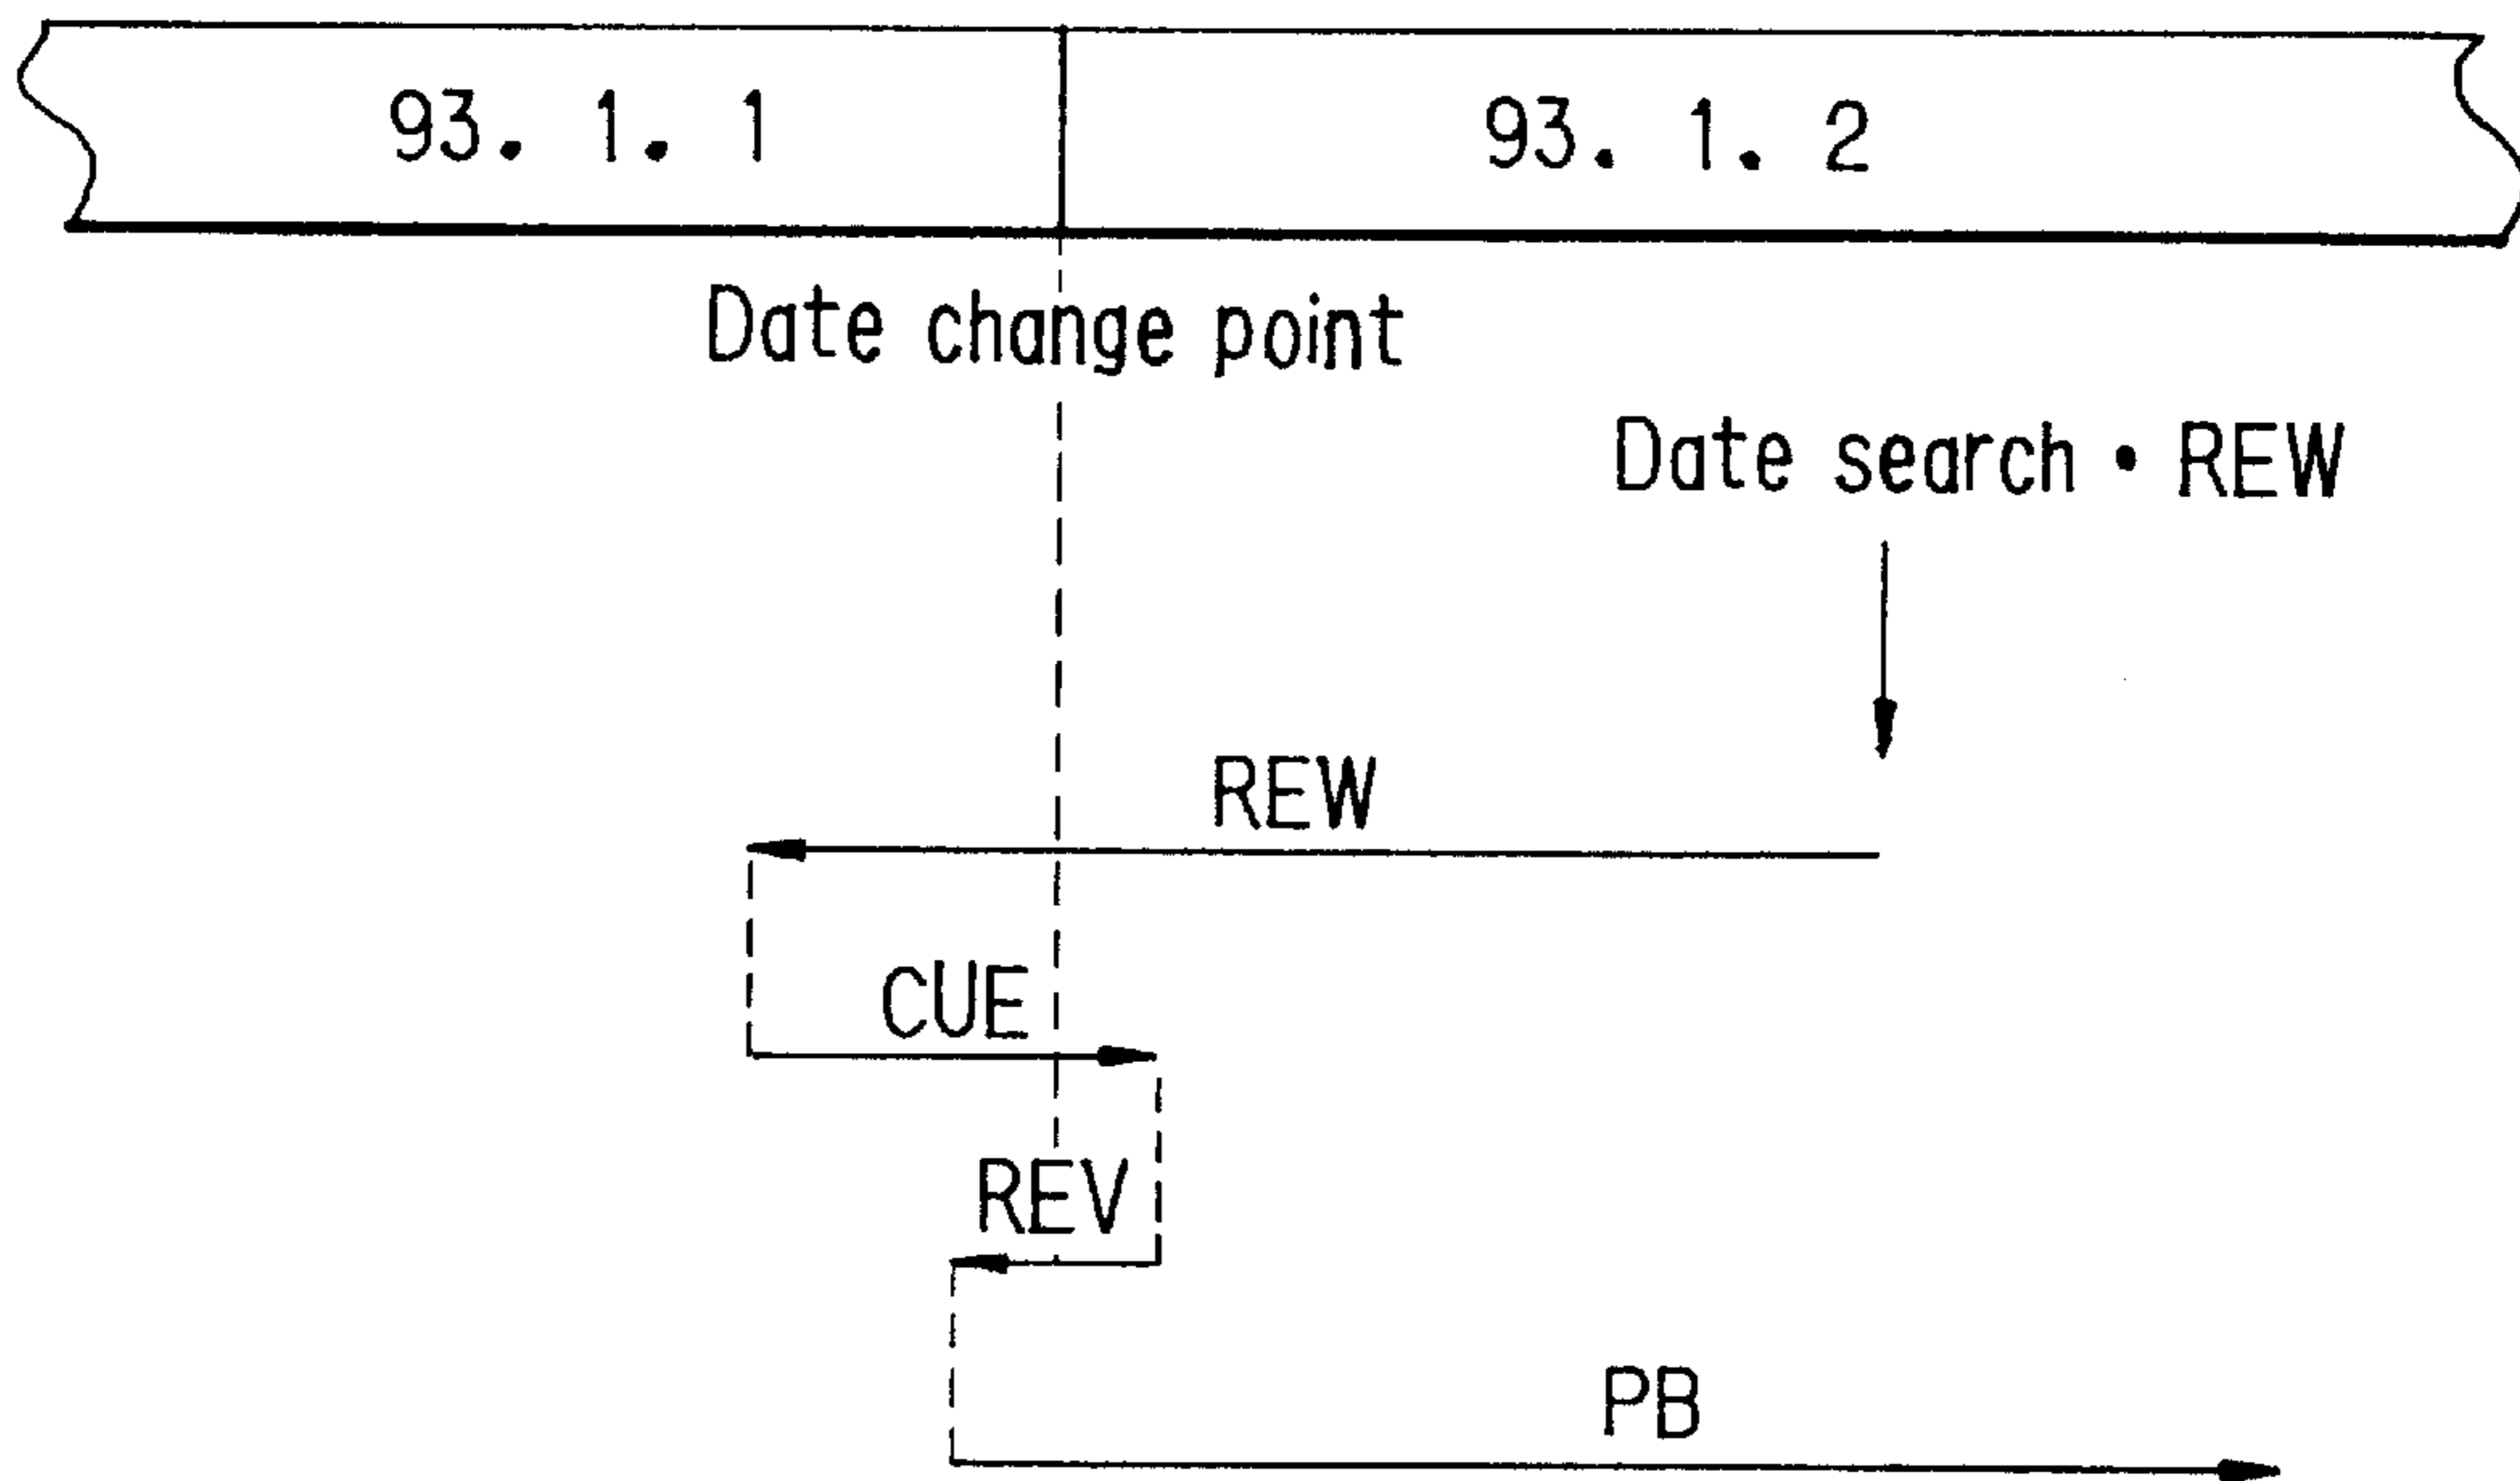 93. 1. 1 93. 1. 2
Date change point
Date search • REW
REW
CUE
REV
PB